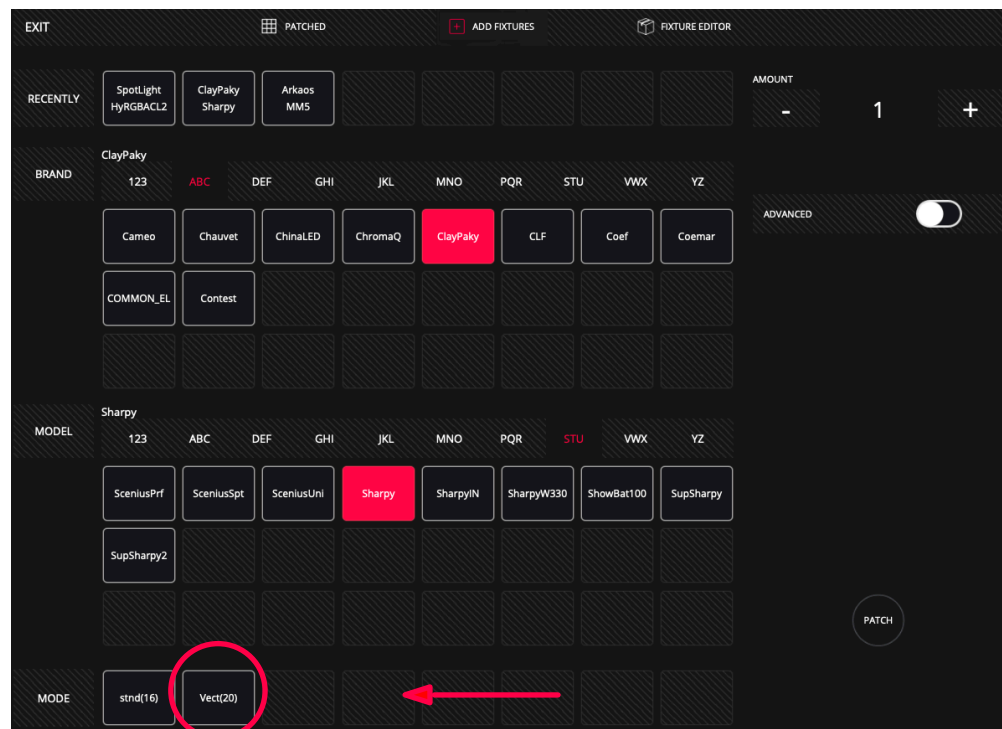 EXIT
PATCHED
+ ADD FIXTURES
FIXTURE EDITOR
RECENTLY
SpotLight
HyRGBACL2
ClayPaky
Sharpy
Arkaos
MM5
AMOUNT
- 1 +
BRAND
ClayPaky
123 ABC DEF GHI JKL MNO PQR STU VWX YZ
ADVANCED
Cameo Chauvet ChinaLED ChromaQ ClayPaky CLF Coef Coemar
COMMON_EL Contest
MODEL
Sharpy
123 ABC DEF GHI JKL MNO PQR STU VWX YZ
SceniusPrf SceniusSpt SceniusUni Sharpy SharpyIN SharpyW330 ShowBat100 SupSharpy
SupSharpy2
PATCH
MODE stnd(16) Vect(20)